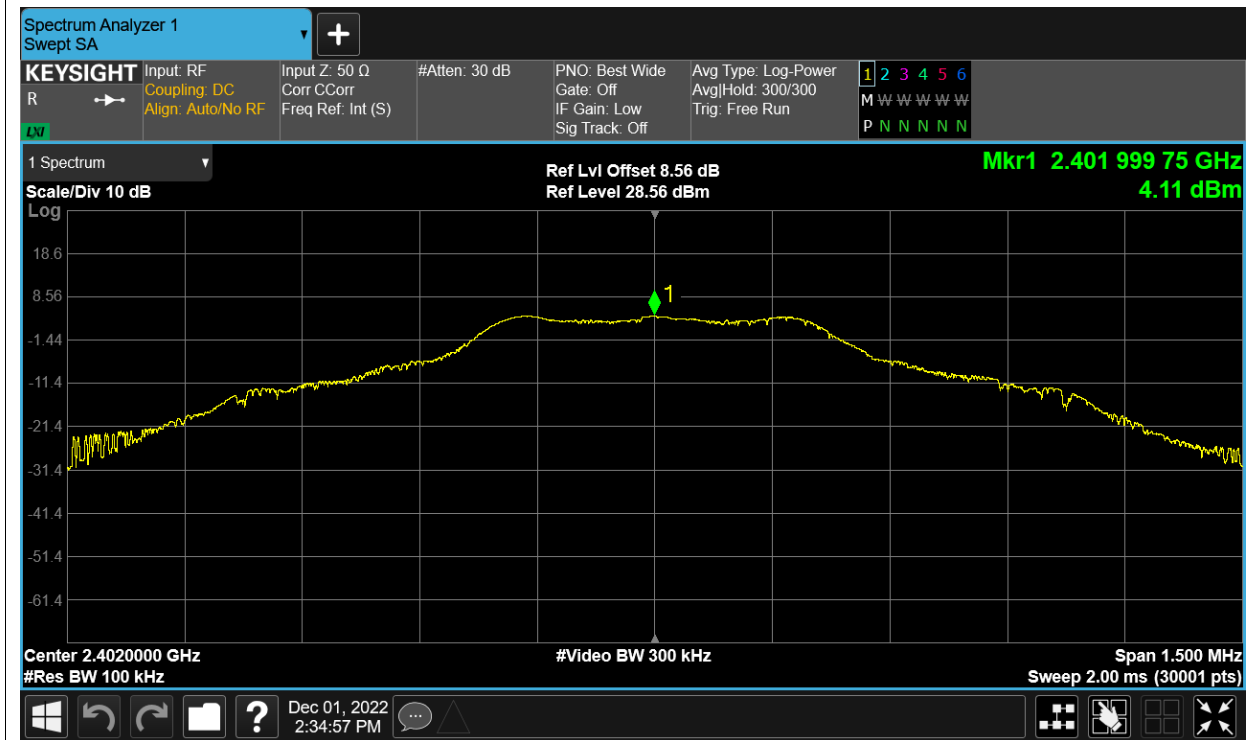 Spectrum Analyzer 1
Swept SA
+
KEYSIGHT
R
LXI
Input: RF
Coupling: DC
Align: Auto/No RF
Input Z: 50 Ω
Corr CCorr
Freq Ref: Int (S)
#Atten: 30 dB
PNO: Best Wide
Gate: Off
IF Gain: Low
Sig Track: Off
Avg Type: Log-Power
Avg|Hold: 300/300
Trig: Free Run
1 2 3 4 5 6
M W W W W W
P N N N N N
1 Spectrum
Scale/Div 10 dB
Ref Lvl Offset 8.56 dB
Ref Level 28.56 dBm
Mkr1 2.401 999 75 GHz
4.11 dBm
Log
18.6
8.56
1
-1.44
-11.4
-21.4
-31.4
-41.4
-51.4
-61.4
Center 2.4020000 GHz
#Video BW 300 kHz
Span 1.500 MHz
#Res BW 100 kHz
Sweep 2.00 ms (30001 pts)
?
Dec 01, 2022
2:34:57 PM